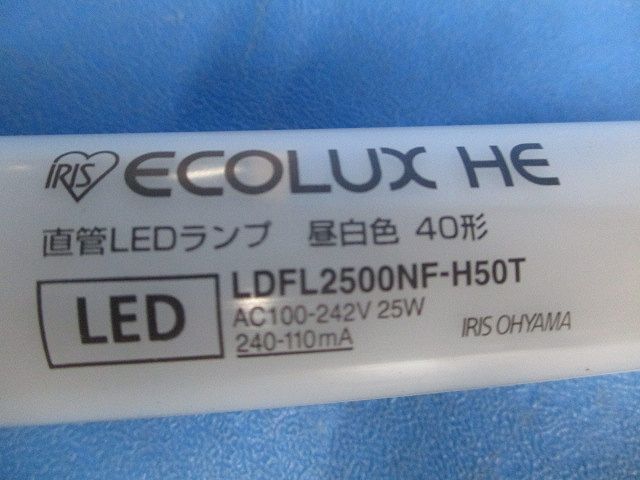 IRIS ECOLUX HE
直管LEDランプ 昼白色 40形
LED
LDFL2500NF-H50T
AC100-242V 25W
240-110mA
IRIS OHYAMA